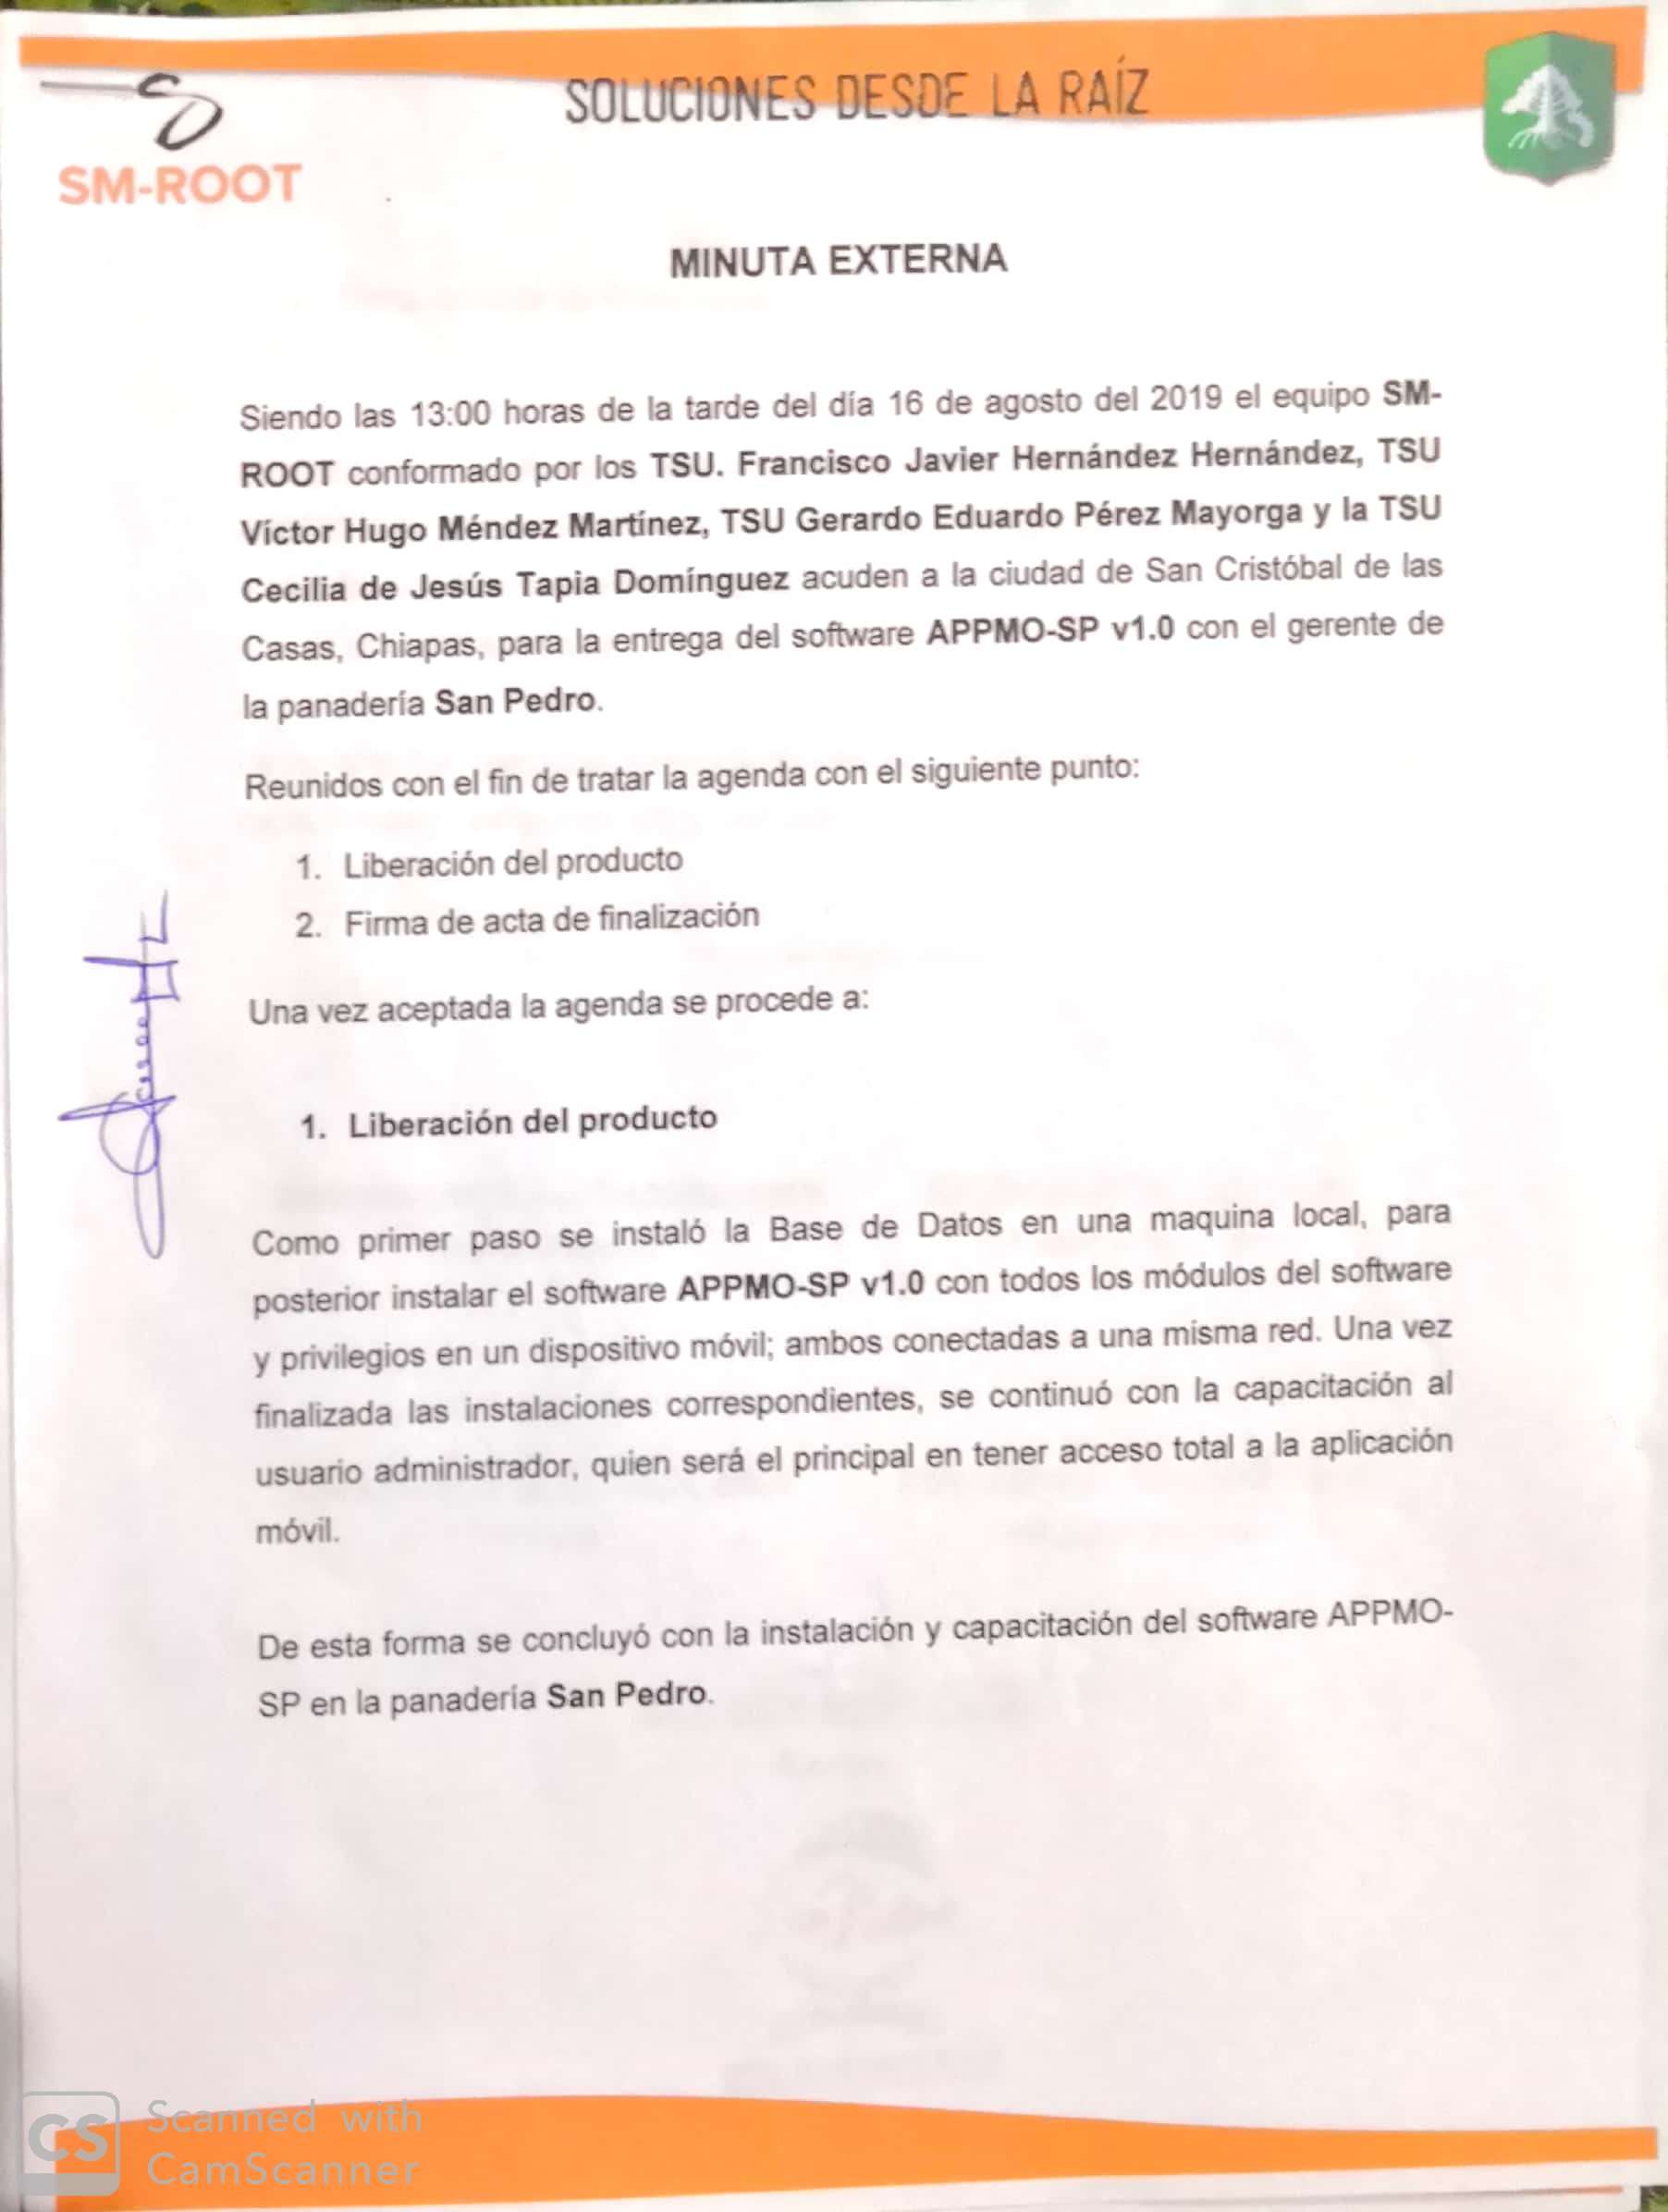 SOLUCIONES DESDE LA RAÍZ
SM-ROOT
MINUTA EXTERNA
Siendo las 13:00 horas de la tarde del día 16 de agosto del 2019 el equipo SM-
ROOT conformado por los TSU. Francisco Javier Hernández Hernández, TSU
Víctor Hugo Méndez Martínez, TSU Gerardo Eduardo Pérez Mayorga y la TSU
Cecilia de Jesús Tapia Domínguez acuden a la ciudad de San Cristóbal de las
Casas, Chiapas, para la entrega del software APPMO-SP v1.0 con el gerente de
la panadería San Pedro.
Reunidos con el fin de tratar la agenda con el siguiente punto:
1. Liberación del producto
2. Firma de acta de finalización
Una vez aceptada la agenda se procede a:
1. Liberación del producto
Como primer paso se instaló la Base de Datos en una maquina local, para
posterior instalar el software APPMO-SP v1.0 con todos los módulos del software
y privilegios en un dispositivo móvil; ambos conectadas a una misma red. Una vez
finalizada las instalaciones correspondientes, se continuó con la capacitación al
usuario administrador, quien será el principal en tener acceso total a la aplicación
móvil.
De esta forma se concluyó con la instalación y capacitación del software APPMO-
SP en la panadería San Pedro.
CS Scanned with
CamScanner